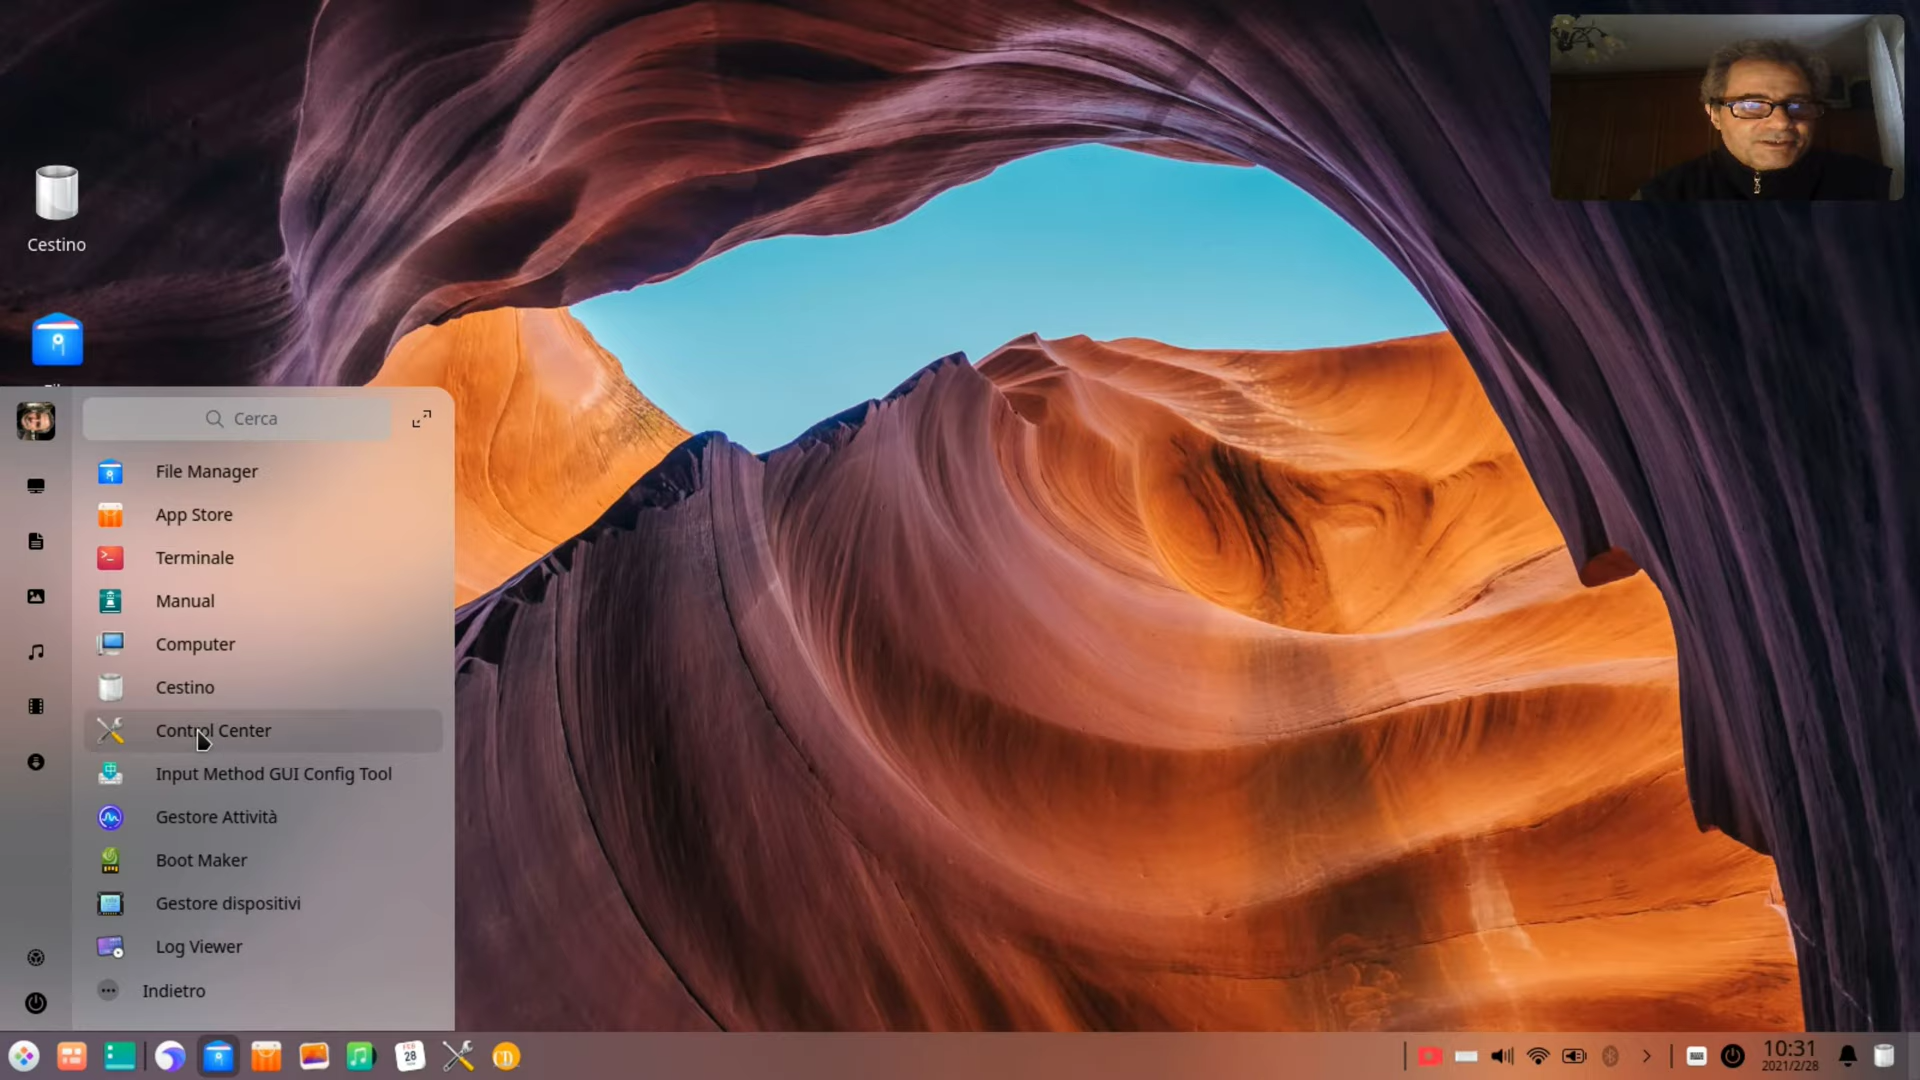 Cestino
Cerca
File Manager
App Store
Terminale
Manual
Computer
Cestino
Control Center
Input Method GUI Config Tool
Gestore Attività
Boot Maker
Gestore dispositivi
Log Viewer
Indietro
FEB
28
10:31
2021/2/28